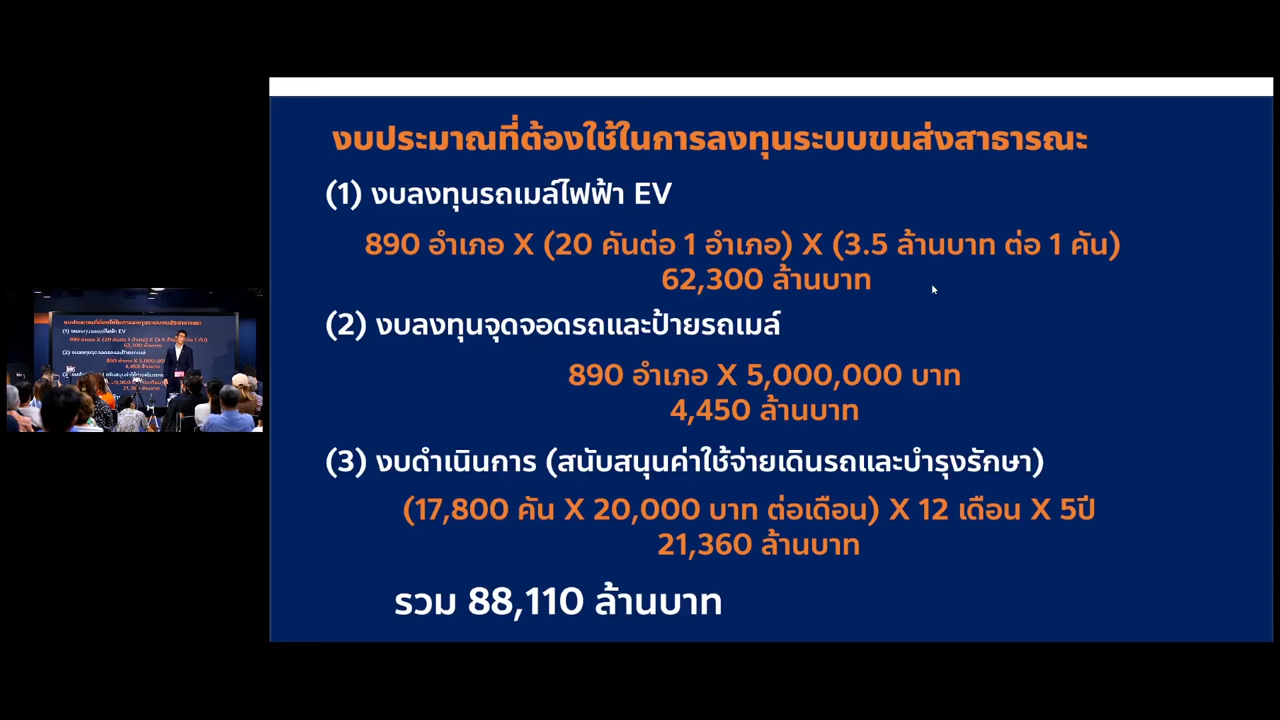 งบประมาณที่ต้องใช้ในการลงทุนระบบขนส่งสาธารณะ
(1) งบลงทุนรถเมล์ไฟฟ้า EV
890 อำเภอ X (20 คันต่อ 1 อำเภอ) X (3.5 ล้านบาท ต่อ 1 คัน)
62,300 ล้านบาท
(2) งบลงทุนจุดจอดรถและป้ายรถเมล์
890 อำเภอ X 5,000,000 บาท
4,450 ล้านบาท
(3) งบดำเนินการ (สนับสนุนค่าใช้จ่ายเดินรถและบำรุงรักษา)
(17,800 คัน X 20,000 บาท ต่อเดือน) X 12 เดือน X 5ปี
21,360 ล้านบาท
รวม 88,110 ล้านบาท